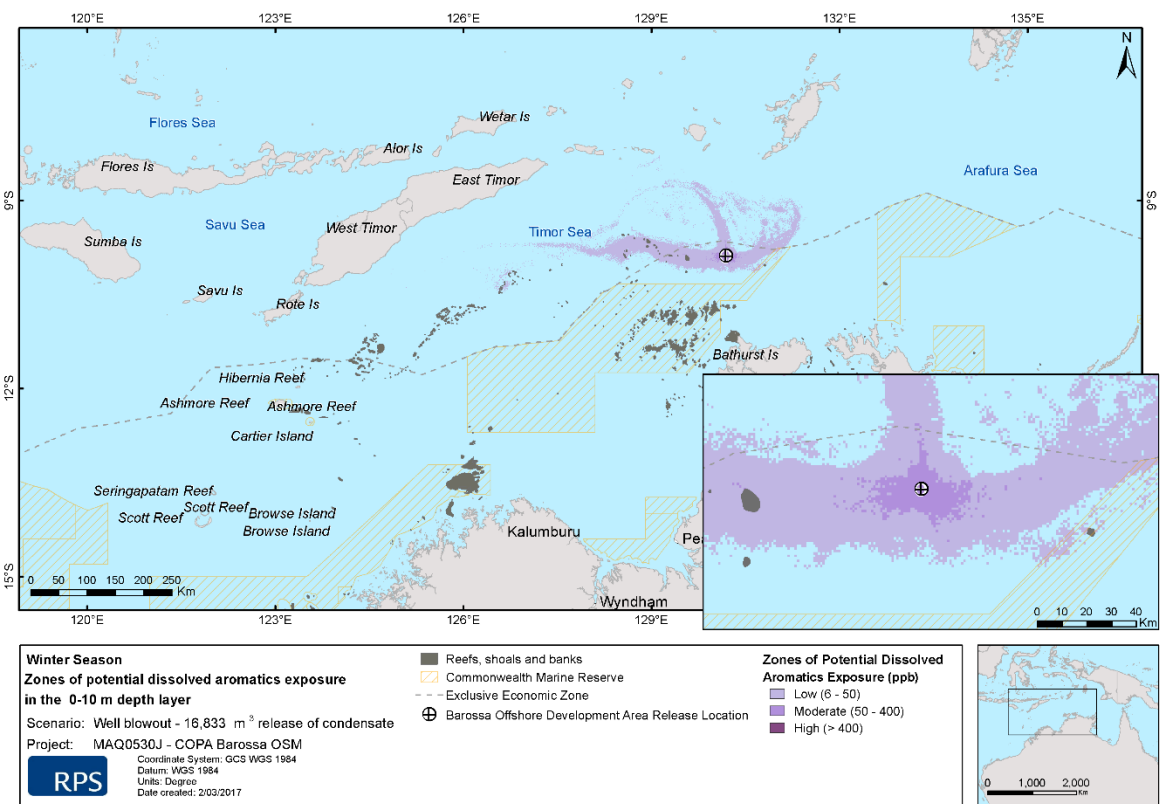 120°E 123°E 126°E 129°E 132°E 135°E
N
Wetar Is
Flores Sea
Alor Is
Flores Is
East Timor
Arafura Sea
9°S 9°S
Savu Sea
West Timor
Timor Sea
Sumba Is
Savu Is
Rote Is
Bathurst Is
Hibernia Reef
12°S
Ashmore Reef
Ashmore Reef
Cartier Island
Seringapatam Reef
Scott Reef
Browse Island
Scott Reef
Browse Island
Kalumburu
Pea
15°S
0 50 100 150 200 250
Km
Wyndham
0 10 20 30 40
Km
120°E 123°E 126°E 129°E
Winter Season
Zones of potential dissolved aromatics exposure
in the 0-10 m depth layer
Scenario: Well blowout - 16,833 m³ release of condensate
Project: MAQ0530J - COPA Barossa OSM
RPS
Coordinate System: GCS WGS 1984
Datum: WGS 1984
Units: Degree
Date created: 2/03/2017
Reefs, shoals and banks
Commonwealth Marine Reserve
Exclusive Economic Zone
Barossa Offshore Development Area Release Location
Zones of Potential Dissolved
Aromatics Exposure (ppb)
Low (6 - 50)
Moderate (50 - 400)
High (> 400)
0 1,000 2,000
Km